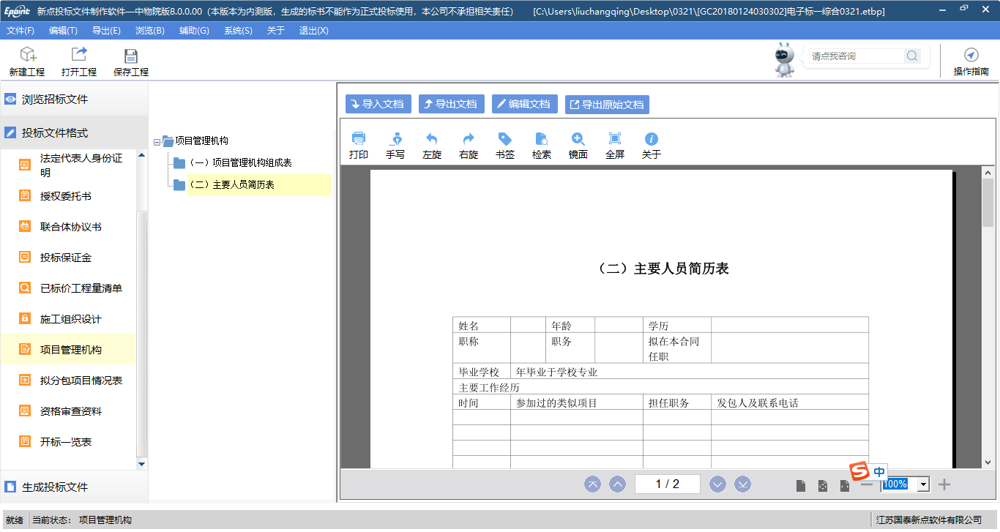 Epoint 新点投标文件制作软件—中物院版8.0.0.00（本版本为内测版，生成的标书不能作为正式投标使用，本公司不承担相关责任） [C:\Users\liuchangqing\Desktop\0321\[GC20180124030302]电子标一综合0321.etbp]
文件(F) 编辑(T) 导出(E) 浏览(B) 辅助(G) 系统(S) 关于 退出(X)
新建工程 打开工程 保存工程 请点我咨询 操作指南
浏览招标文件
投标文件格式
法定代表人身份证
明
授权委托书
联合体协议书
投标保证金
已标价工程量清单
施工组织设计
项目管理机构
拟分包项目情况表
资格审查资料
开标一览表
生成投标文件
项目管理机构
（一）项目管理机构组成表
（二）主要人员简历表
导入文档 导出文档 编辑文档 导出原始文档
打印 手写 左旋 右旋 书签 检索 镜面 全屏 关于
（二）主要人员简历表
姓名 年龄 学历
职称 职务 拟在本合同
任职
毕业学校 年毕业于学校专业
主要工作经历
时间 参加过的类似项目 担任职务 发包人及联系电话
1 / 2
S 中
100%
就绪 当前状态： 项目管理机构 江苏国泰新点软件有限公司